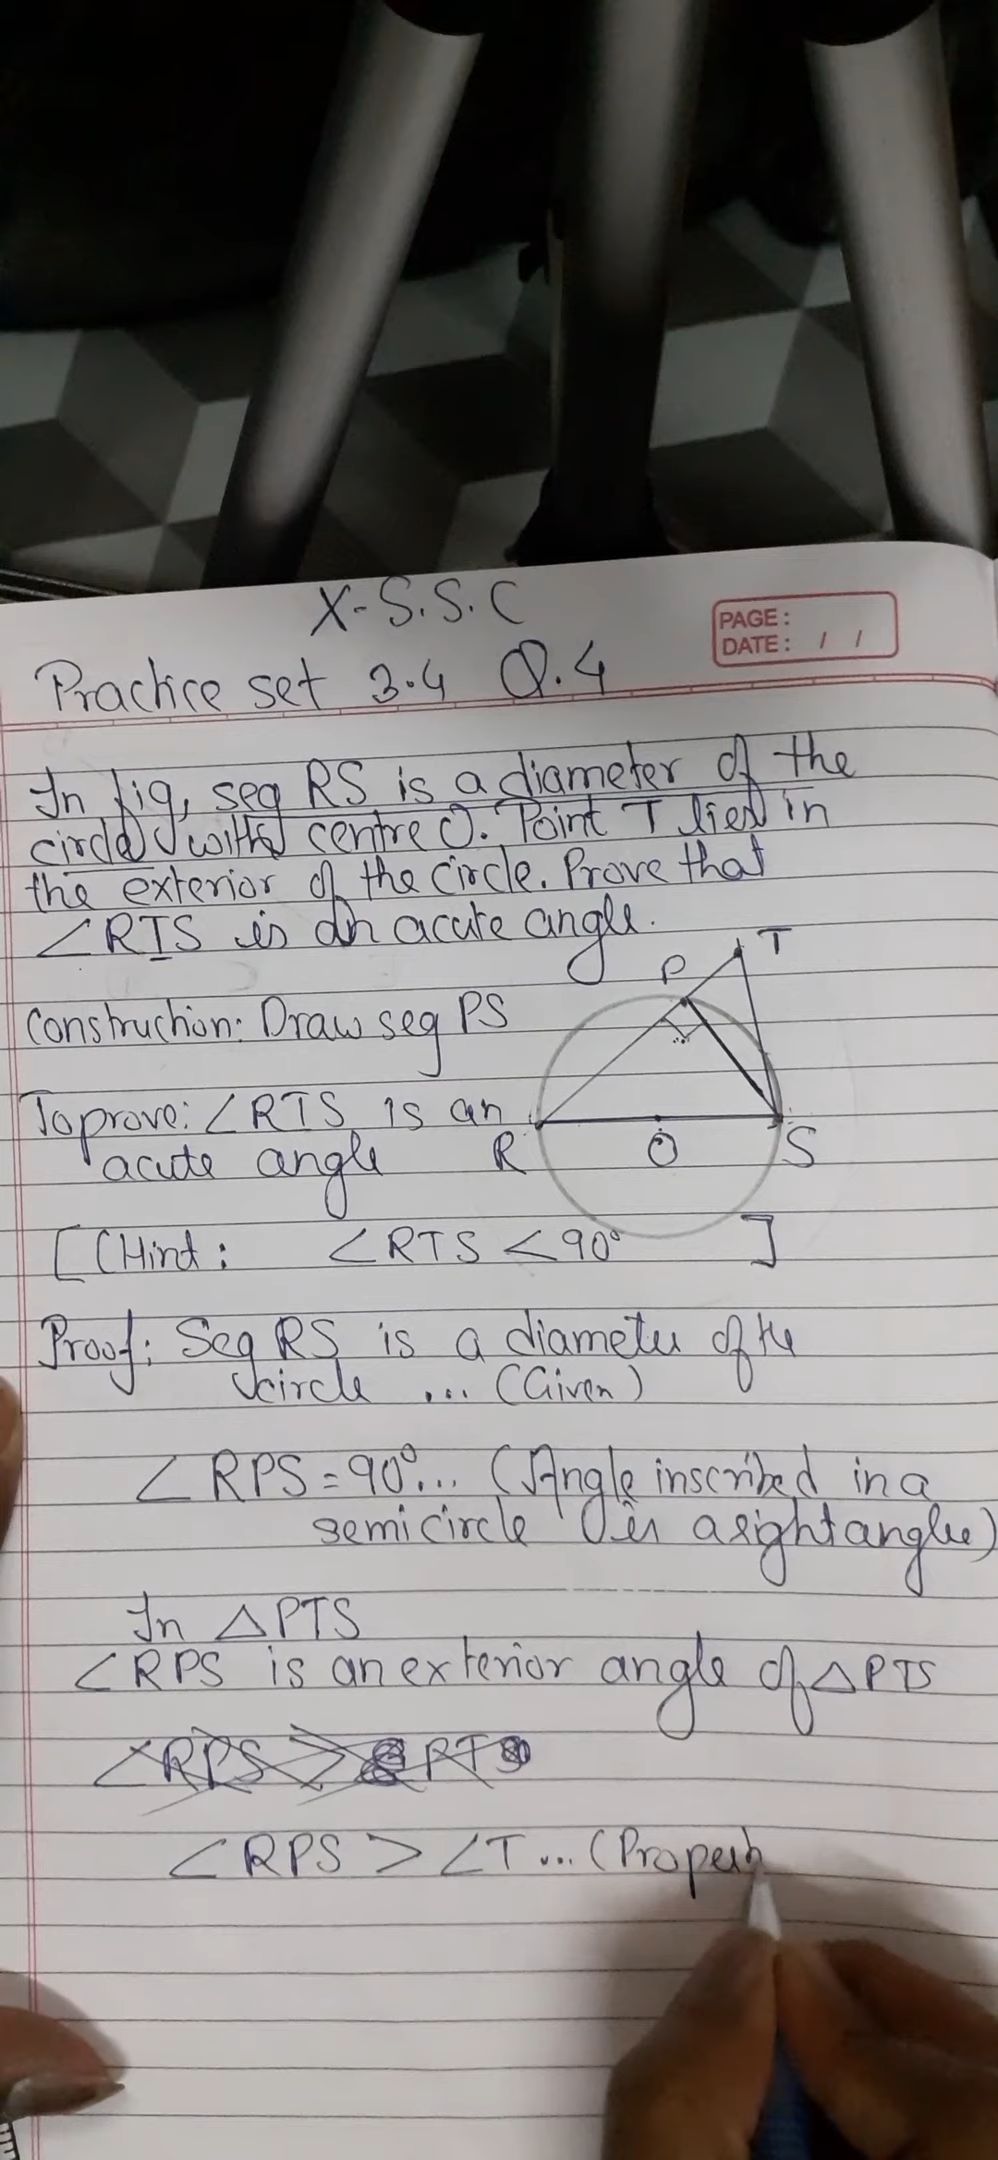 X-S.S.C
PAGE:
DATE: / /
Practice set 3.4 Q.4
In fig, seg RS is a diameter of the
circle with centre O. Point T lies in
the exterior of the circle. Prove that
∠RTS is an acute angle.
T
P
Construction: Draw seg PS
To prove: ∠RTS is an
acute angle
R O S
[(Hint: ∠RTS < 90° ]
Proof: Seg RS is a diameter of the
circle ... (Given)
∠RPS = 90° ... (Angle inscribed in a
semicircle is a right angle)
In △PTS
∠RPS is an exterior angle of △PTS
∠RPS > RTS
∠RPS > ∠T ... (Propert